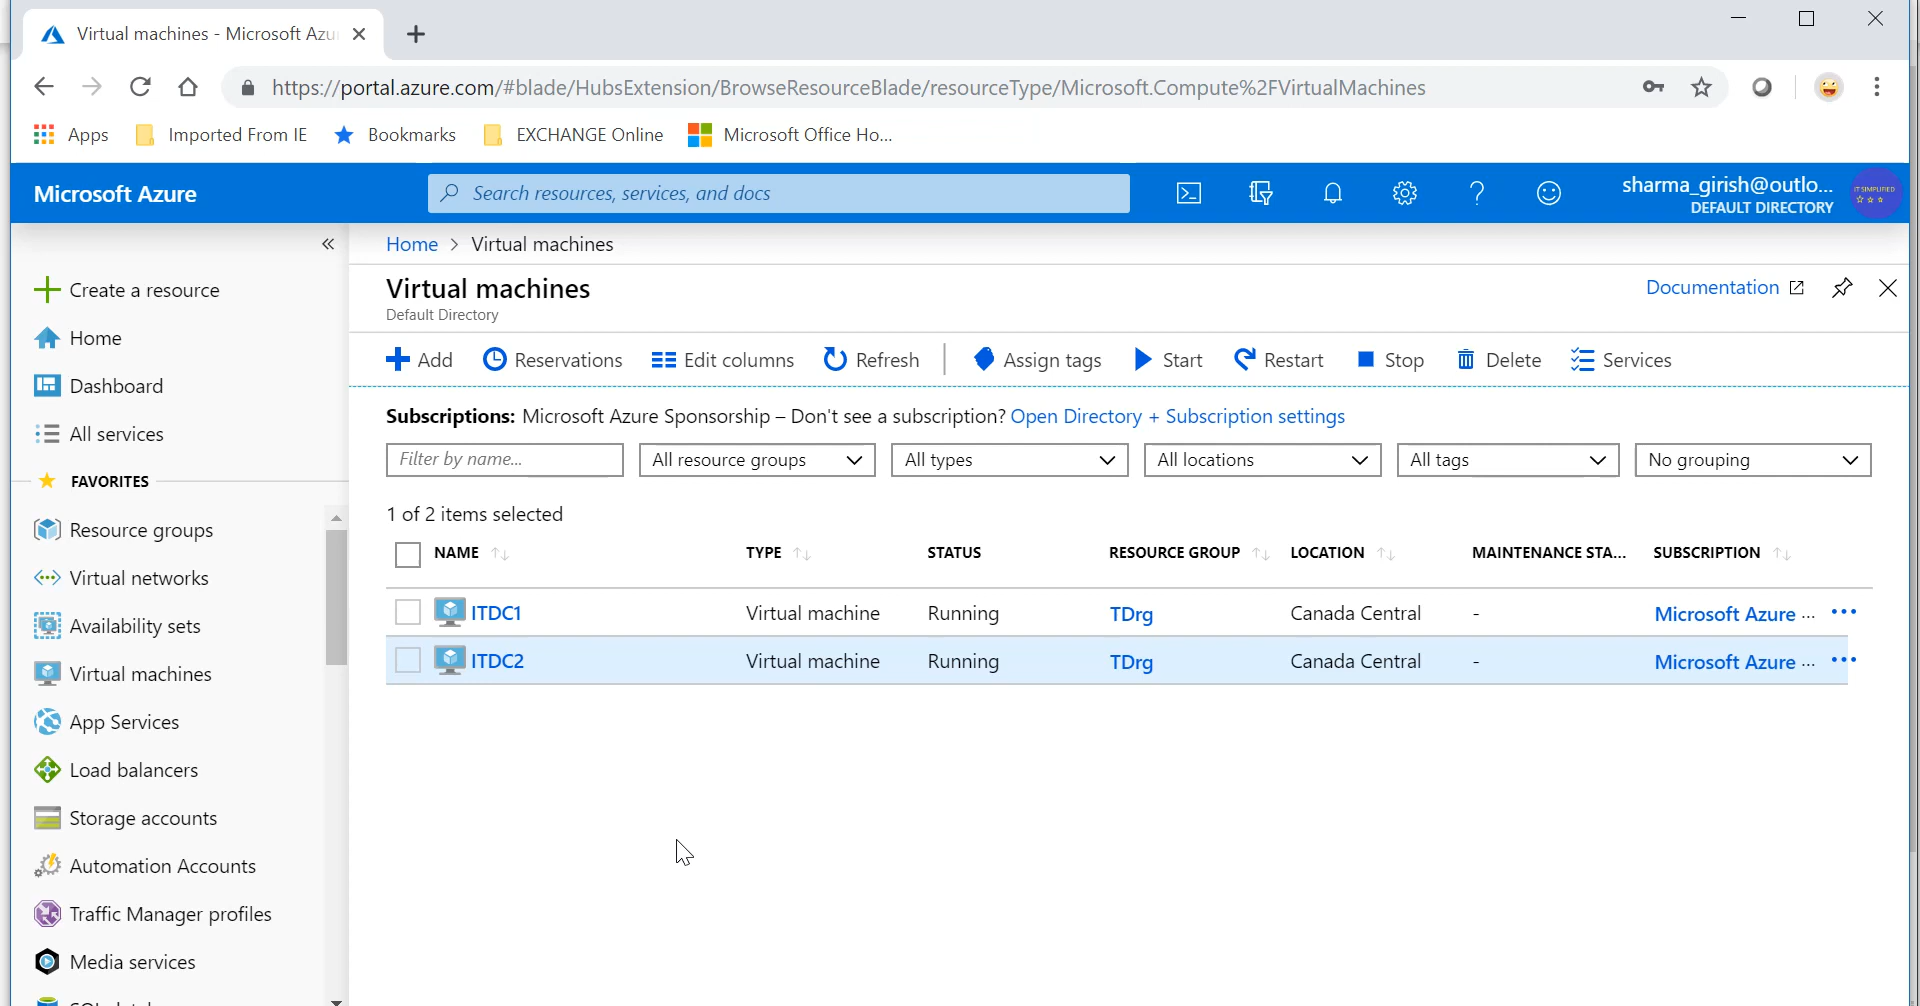 Virtual machines - Microsoft Azu
https://portal.azure.com/#blade/HubsExtension/BrowseResourceBlade/resourceType/Microsoft.Compute%2FVirtualMachines
Apps Imported From IE Bookmarks EXCHANGE Online Microsoft Office Ho...
Microsoft Azure Search resources, services, and docs sharma_girish@outlo...
DEFAULT DIRECTORY
IT SIMPLIFIED
Home > Virtual machines
Virtual machines
Default Directory
Documentation
Add Reservations Edit columns Refresh Assign tags Start Restart Stop Delete Services
Subscriptions: Microsoft Azure Sponsorship – Don't see a subscription? Open Directory + Subscription settings
Filter by name... All resource groups All types All locations All tags No grouping
1 of 2 items selected
NAME TYPE STATUS RESOURCE GROUP LOCATION MAINTENANCE STA... SUBSCRIPTION
ITDC1 Virtual machine Running TDrg Canada Central - Microsoft Azure ... ...
ITDC2 Virtual machine Running TDrg Canada Central - Microsoft Azure ... ...
Create a resource
Home
Dashboard
All services
FAVORITES
Resource groups
Virtual networks
Availability sets
Virtual machines
App Services
Load balancers
Storage accounts
Automation Accounts
Traffic Manager profiles
Media services